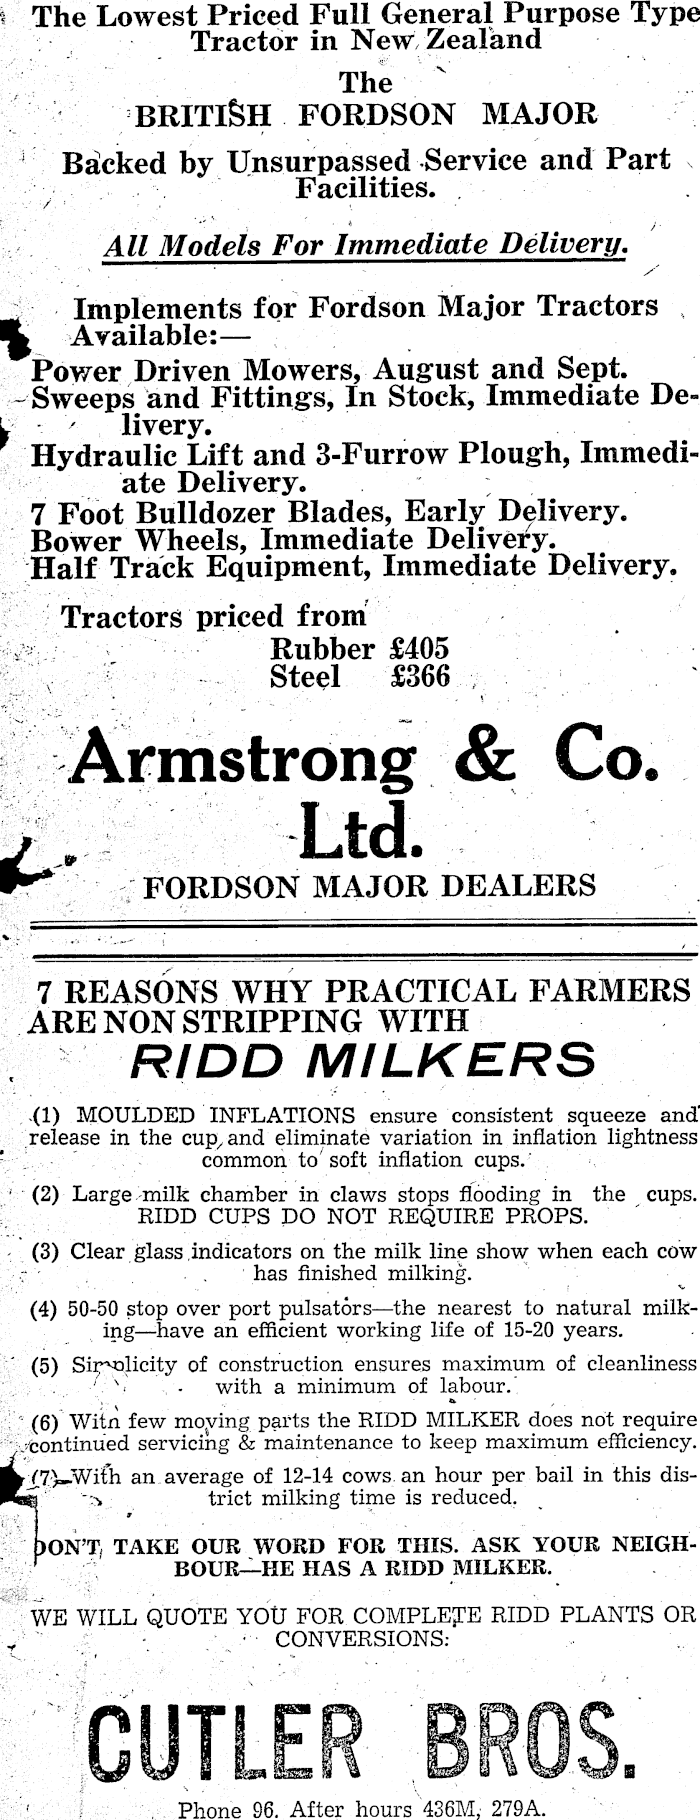 The Lowest Priced Full General Purpose Type
Tractor in New Zealand
The
BRITISH FORDSON MAJOR
Backed by Unsurpassed Service and Part
Facilities.
All Models For Immediate Delivery.
Implements for Fordson Major Tractors
Available:—
Power Driven Mowers, August and Sept.
Sweeps and Fittings, In Stock, Immediate De-
livery.
Hydraulic Lift and 3-Furrow Plough, Immedi-
ate Delivery.
7 Foot Bulldozer Blades, Early Delivery.
Bower Wheels, Immediate Delivery.
Half Track Equipment, Immediate Delivery.
Tractors priced from
Rubber £405
Steel £366
Armstrong & Co.
Ltd.
FORDSON MAJOR DEALERS
7 REASONS WHY PRACTICAL FARMERS
ARE NON STRIPPING WITH
RIDD MILKERS
(1) MOULDED INFLATIONS ensure consistent squeeze and
release in the cup, and eliminate variation in inflation lightness
common to soft inflation cups.
(2) Large milk chamber in claws stops flooding in the cups.
RIDD CUPS DO NOT REQUIRE PROPS.
(3) Clear glass indicators on the milk line show when each cow
has finished milking.
(4) 50-50 stop over port pulsators—the nearest to natural milk-
ing—have an efficient working life of 15-20 years.
(5) Simplicity of construction ensures maximum of cleanliness
with a minimum of labour.
(6) With few moving parts the RIDD MILKER does not require
continued servicing & maintenance to keep maximum efficiency.
(7) With an average of 12-14 cows an hour per bail in this dis-
trict milking time is reduced.
DON'T TAKE OUR WORD FOR THIS. ASK YOUR NEIGH-
BOUR—HE HAS A RIDD MILKER.
WE WILL QUOTE YOU FOR COMPLETE RIDD PLANTS OR
CONVERSIONS:
CUTLER BROS.
Phone 96. After hours 436M, 279A.